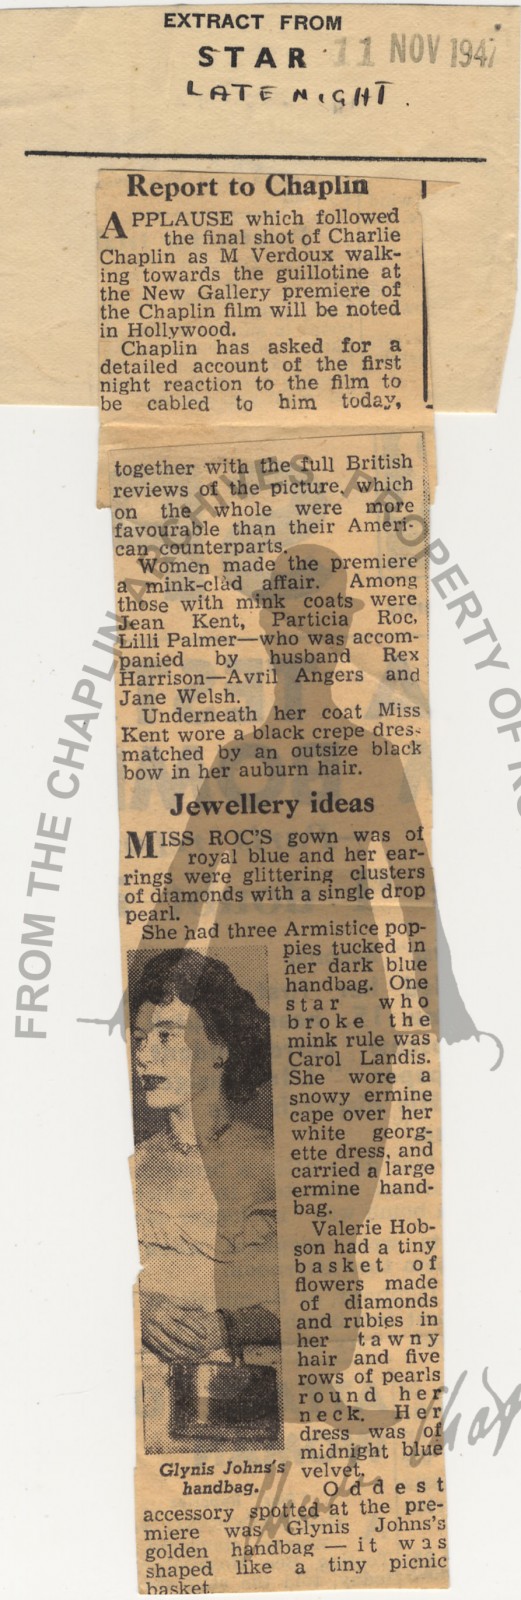 EXTRACT FROM
STAR 11 NOV 1947
LATE NIGHT.
Report to Chaplin
APPLAUSE which followed
the final shot of Charlie
Chaplin as M Verdoux walk-
ing towards the guillotine at
the New Gallery premiere of
the Chaplin film will be noted
in Hollywood.
Chaplin has asked for a
detailed account of the first
night reaction to the film to
be cabled to him today,
together with the full British
reviews of the picture, which
on the whole were more
favourable than their Ameri-
can counterparts.
Women made the premiere
a mink-clad affair. Among
those with mink coats were
Jean Kent, Particia Roc,
Lilli Palmer—who was accom-
panied by husband Rex
Harrison—Avril Angers and
Jane Welsh.
Underneath her coat Miss
Kent wore a black crepe dress
matched by an outsize black
bow in her auburn hair.
Jewellery ideas
MISS ROC'S gown was of
royal blue and her ear-
rings were glittering clusters
of diamonds with a single drop
pearl.
She had three Armistice pop-
pies tucked in
her dark blue
handbag. One
star who
broke the
mink rule was
Carol Landis.
She wore a
snowy ermine
cape over her
white georg-
ette dress, and
carried a large
ermine hand-
bag.
Valerie Hob-
son had a tiny
basket of
flowers made
of diamonds
and rubies in
her tawny
hair and five
rows of pearls
round her
neck. Her
dress was of
midnight blue
velvet.
Glynis Johns's
handbag.
Oddest
accessory spotted at the pre-
miere was Glynis Johns's
golden handbag — it was
shaped like a tiny picnic
basket.
FROM THE CHAPLIN ARCHIVES PROPERTY OF RO